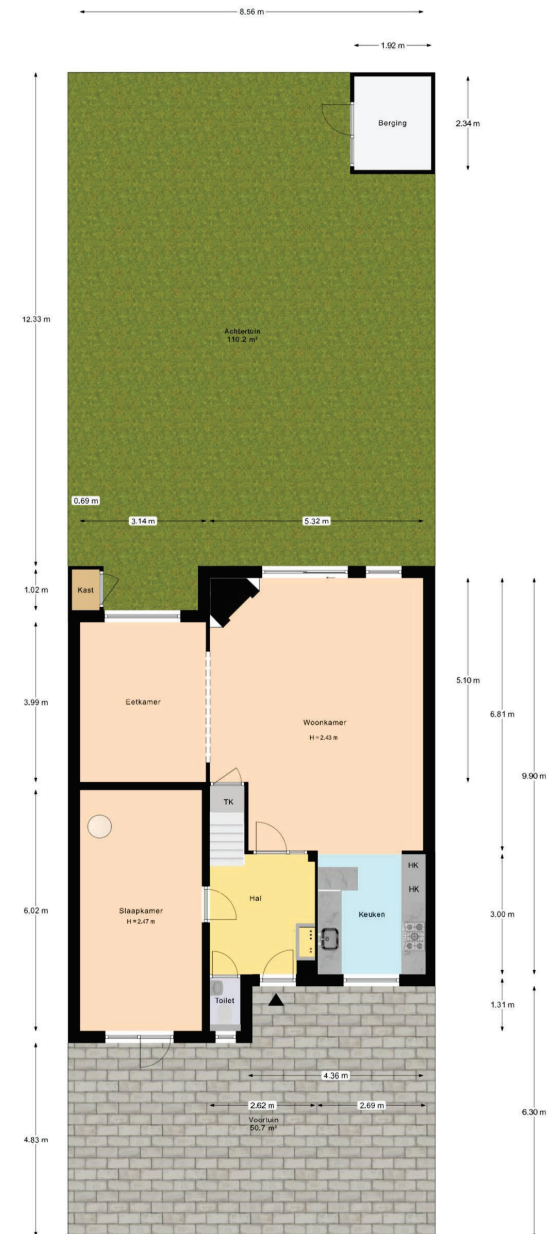 8.56 m
1.92 m
Berging
2.34 m
12.33 m
Achtertuin
110.2 m²
0.69 m
3.14 m
5.32 m
1.02 m
Kast
3.99 m
Eetkamer
Woonkamer
H = 2.43 m
5.10 m
6.81 m
9.90 m
TK
6.02 m
Slaapkamer
H = 2.47 m
Hal
HK
HK
Keuken
3.00 m
Toilet
1.31 m
4.36 m
2.62 m
2.69 m
Voortuin
50.7 m²
4.83 m
6.30 m